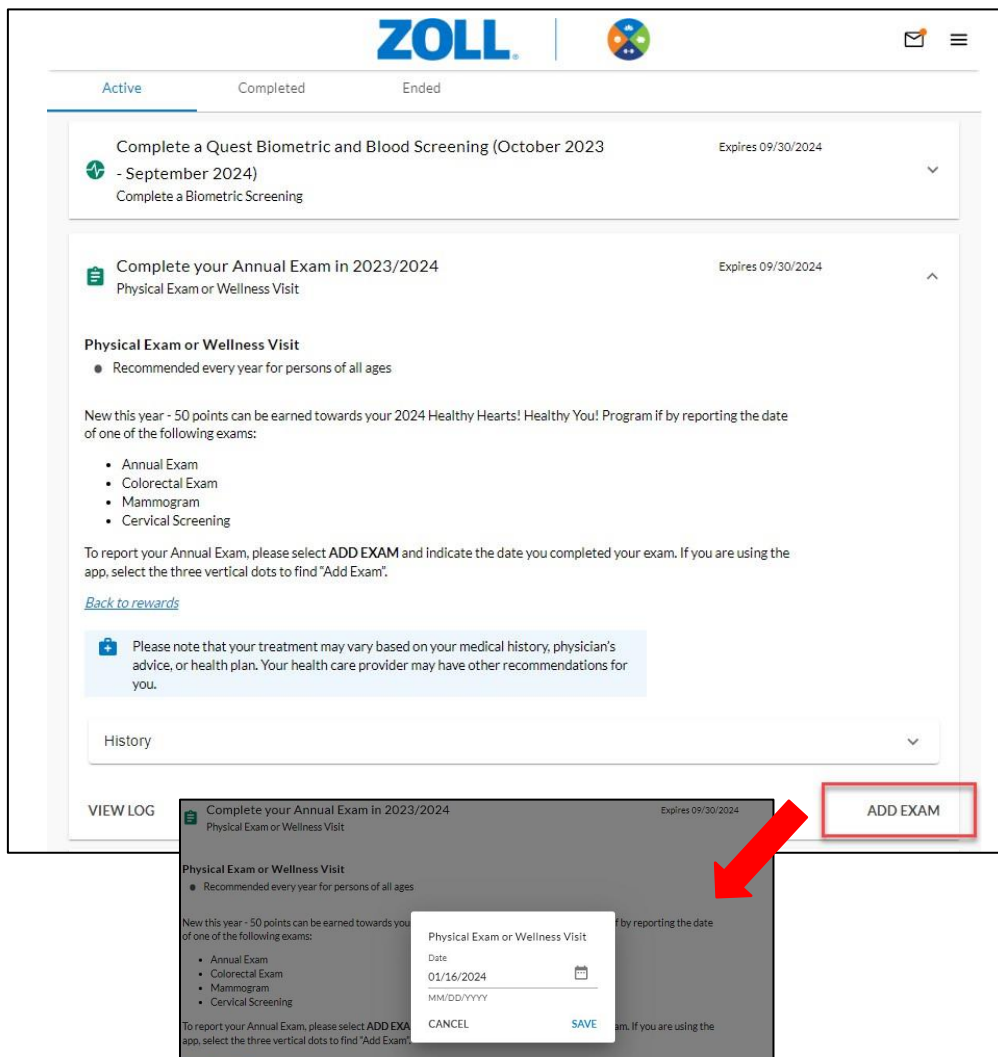 ZOLL.
Active Completed Ended
Complete a Quest Biometric and Blood Screening (October 2023
- September 2024)
Expires 09/30/2024
Complete a Biometric Screening
Complete your Annual Exam in 2023/2024
Expires 09/30/2024
Physical Exam or Wellness Visit
Physical Exam or Wellness Visit
Recommended every year for persons of all ages
New this year - 50 points can be earned towards your 2024 Healthy Hearts! Healthy You! Program if by reporting the date
of one of the following exams:
Annual Exam
Colorectal Exam
Mammogram
Cervical Screening
To report your Annual Exam, please select ADD EXAM and indicate the date you completed your exam. If you are using the
app, select the three vertical dots to find "Add Exam".
Back to rewards
Please note that your treatment may vary based on your medical history, physician's
advice, or health plan. Your health care provider may have other recommendations for
you.
History
VIEW LOG ADD EXAM
Complete your Annual Exam in 2023/2024
Expires 09/30/2024
Physical Exam or Wellness Visit
Physical Exam or Wellness Visit
Recommended every year for persons of all ages
New this year - 50 points can be earned towards you f by reporting the date
of one of the following exams:
Annual Exam
Colorectal Exam
Mammogram
Cervical Screening
To report your Annual Exam, please select ADD EXA am. If you are using the
app, select the three vertical dots to find "Add Exam".
Physical Exam or Wellness Visit
Date
01/16/2024
MM/DD/YYYY
CANCEL SAVE